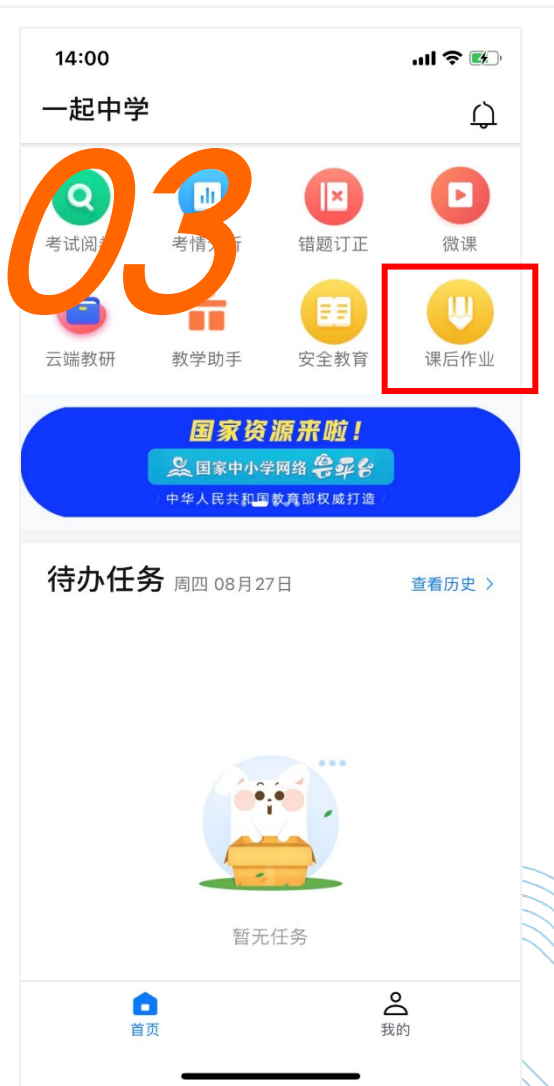 14:00
一起中学
03
考试阅卷 考情分析 错题订正 微课
云端教研 教学助手 安全教育 课后作业
国家资源来啦!
国家中小学网络云平台
中华人民共和国教育部权威打造
待办任务 周四 08月27日 查看历史 >
暂无任务
首页 我的